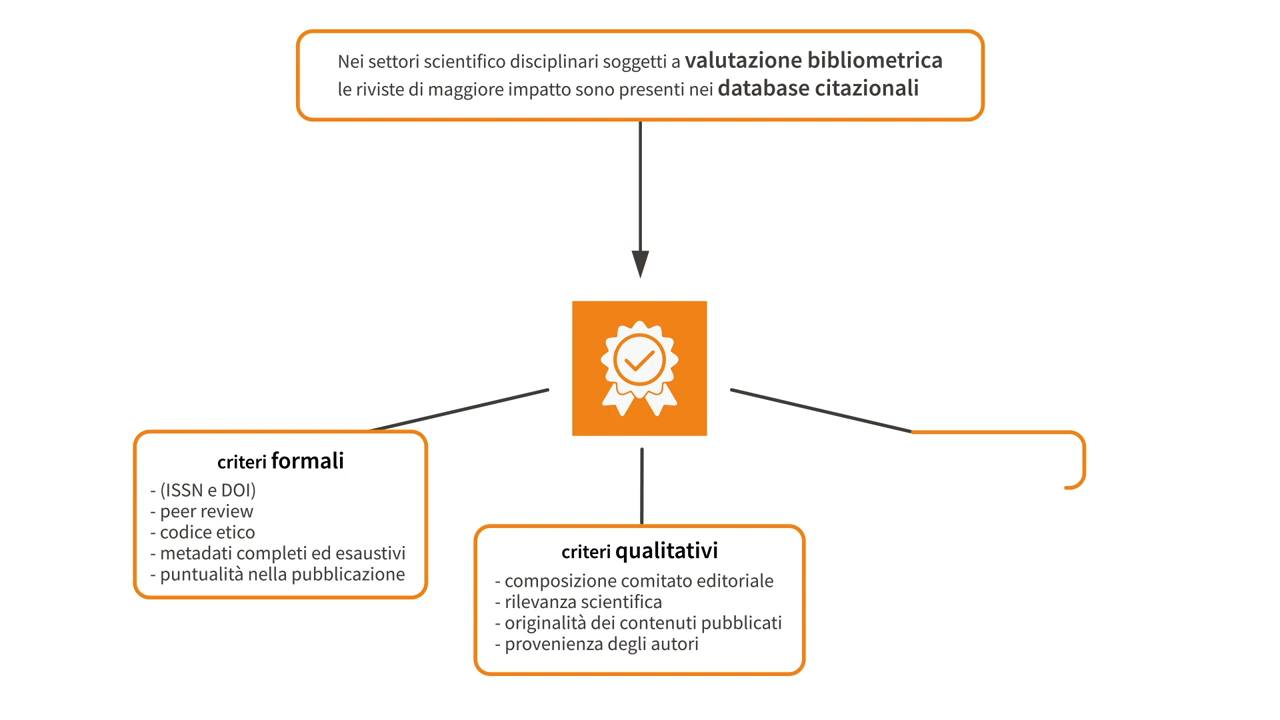 Nei settori scientifico disciplinari soggetti a valutazione bibliometrica
le riviste di maggiore impatto sono presenti nei database citazionali
criteri formali
- (ISSN e DOI)
- peer review
- codice etico
- metadati completi ed esaustivi
- puntualità nella pubblicazione
criteri qualitativi
- composizione comitato editoriale
- rilevanza scientifica
- originalità dei contenuti pubblicati
- provenienza degli autori